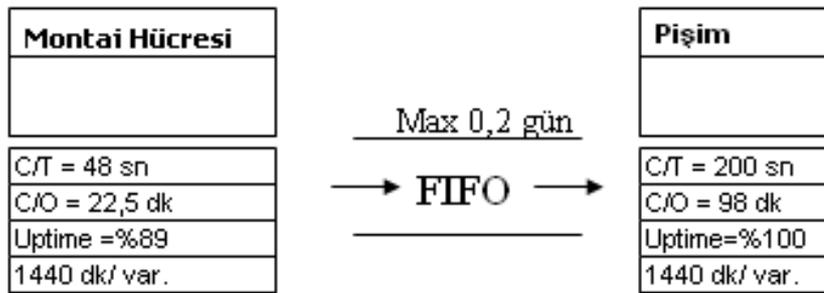 Montai Hücresi
C/T = 48 sn
C/O = 22,5 dk
Uptime =%89
1440 dk/ var.
Max 0,2 gün
FIFO
Pişim
C/T = 200 sn
C/O = 98 dk
Uptime=%100
1440 dk/ var.